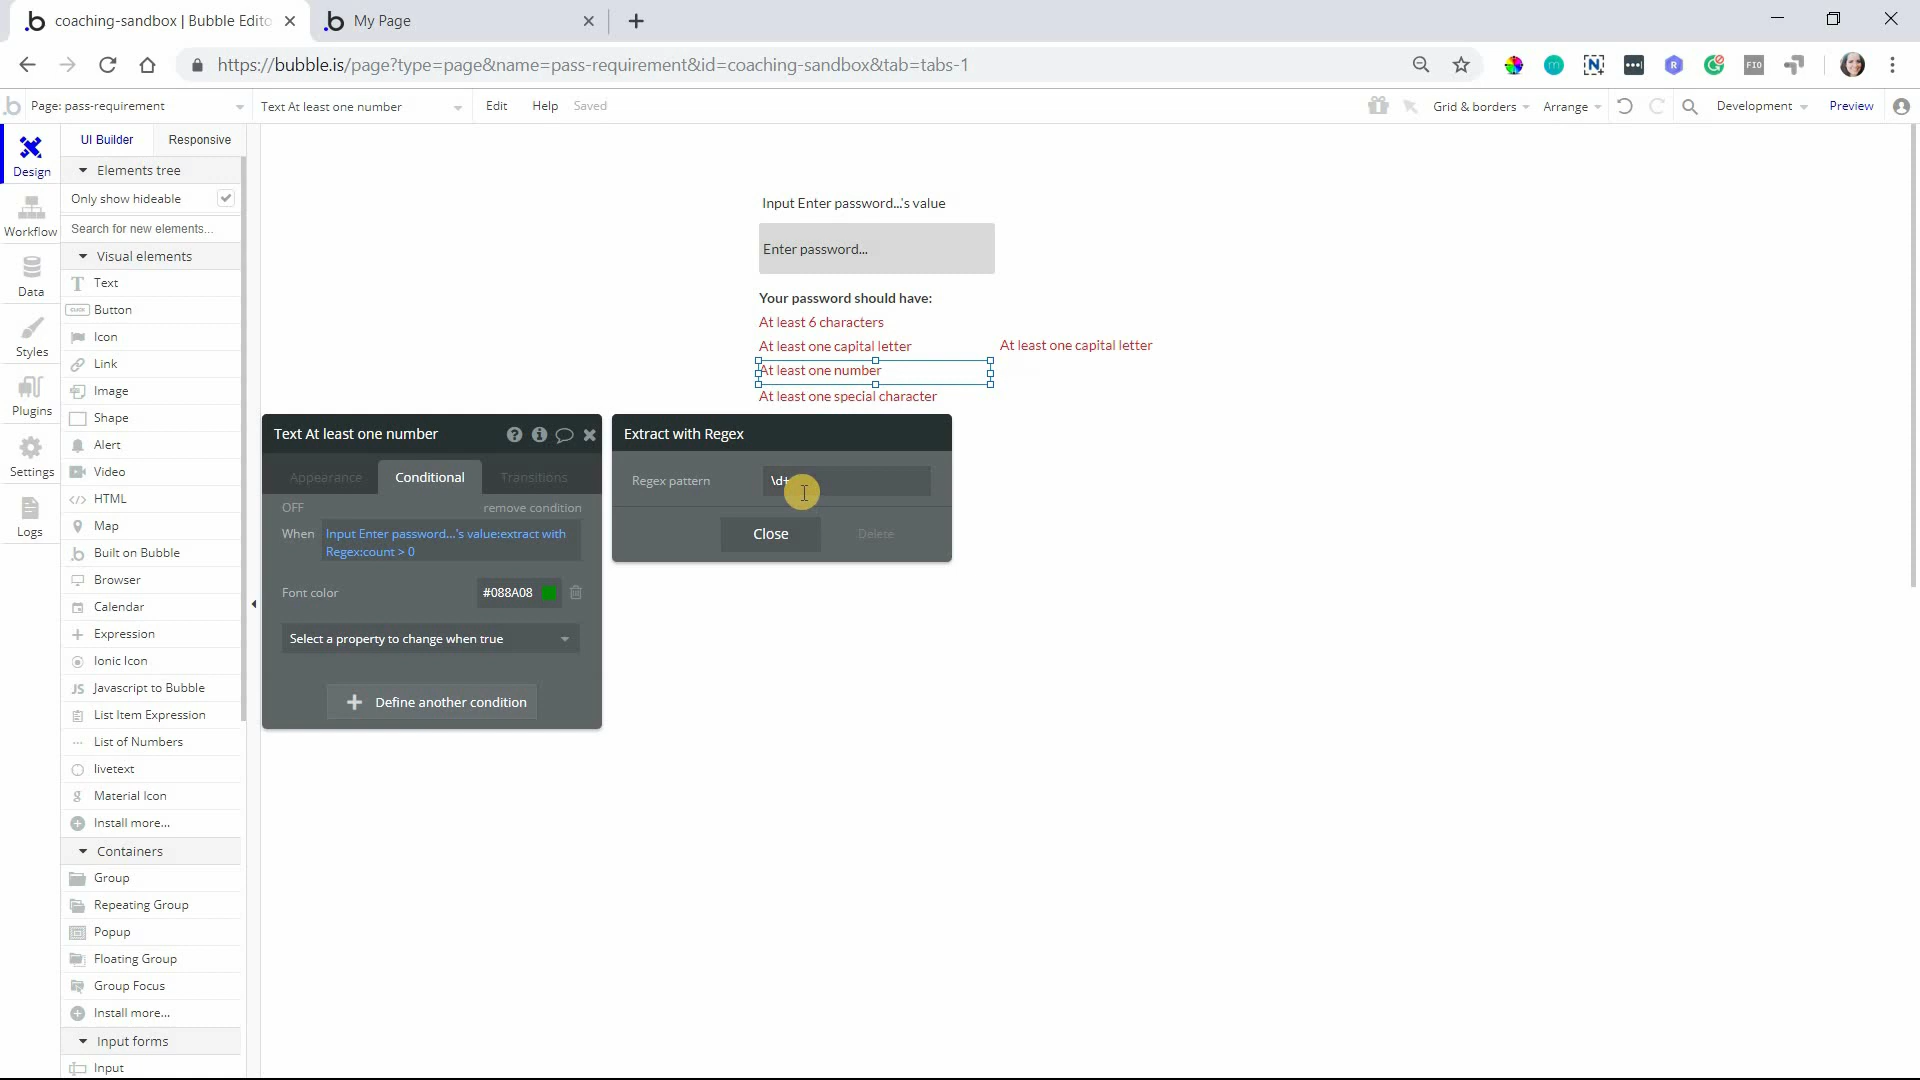 coaching-sandbox | Bubble Edito
My Page
https://bubble.is/page?type=page&name=pass-requirement&id=coaching-sandbox&tab=tabs-1
FIO
Page: pass-requirement
Text At least one number
Edit
Help
Saved
Grid & borders
Arrange
Development
Preview
Design
Workflow
Data
Styles
Plugins
Settings
Logs
UI Builder
Responsive
Elements tree
Only show hideable
Search for new elements...
Visual elements
Text
Button
Icon
Link
Image
Shape
Alert
Video
HTML
Map
Built on Bubble
Browser
Calendar
Expression
Ionic Icon
Javascript to Bubble
List Item Expression
List of Numbers
livetext
Material Icon
Install more...
Containers
Group
Repeating Group
Popup
Floating Group
Group Focus
Install more...
Input forms
Input
Input Enter password...'s value
Enter password...
Your password should have:
At least 6 characters
At least one capital letter
At least one capital letter
At least one number
At least one special character
Text At least one number
Appearance
Conditional
Transitions
OFF
remove condition
When
Input Enter password...'s value:extract with
Regex:count > 0
Font color
#088A08
Select a property to change when true
Define another condition
Extract with Regex
Regex pattern
\d+
Close
Delete